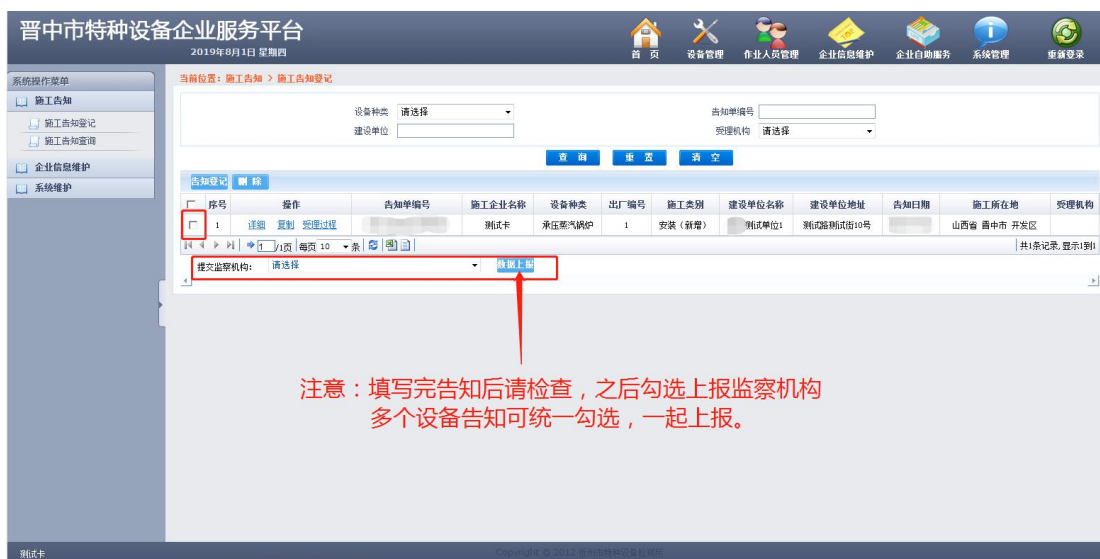 晋中市特种设备企业服务平台
2019年8月1日 星期四
首 页 设备管理 作业人员管理 企业信息维护 企业自助服务 系统管理 重新登录
系统操作菜单
施工告知
施工告知登记
施工告知查询
企业信息维护
系统维护
当前位置：施工告知 > 施工告知登记
设备种类 请选择 告知单编号
建设单位 受理机构 请选择
查 询 重 置 清 空
告知登记 删 除
序号 操作 告知单编号 施工企业名称 设备种类 出厂编号 施工类别 建设单位名称 建设单位地址 告知日期 施工所在地 受理机构
1 详细 复制 受理过程 测试卡 承压蒸汽锅炉 1 安装（新增） 测试单位1 测试路测试街10号 山西省 晋中市 开发区
1 /1页 每页 10 条 共1条记录,显示1到1
提交监察机构： 请选择 数据上报
注意：填写完告知后请检查，之后勾选上报监察机构
多个设备告知可统一勾选，一起上报。
测试卡 Copyright © 2012